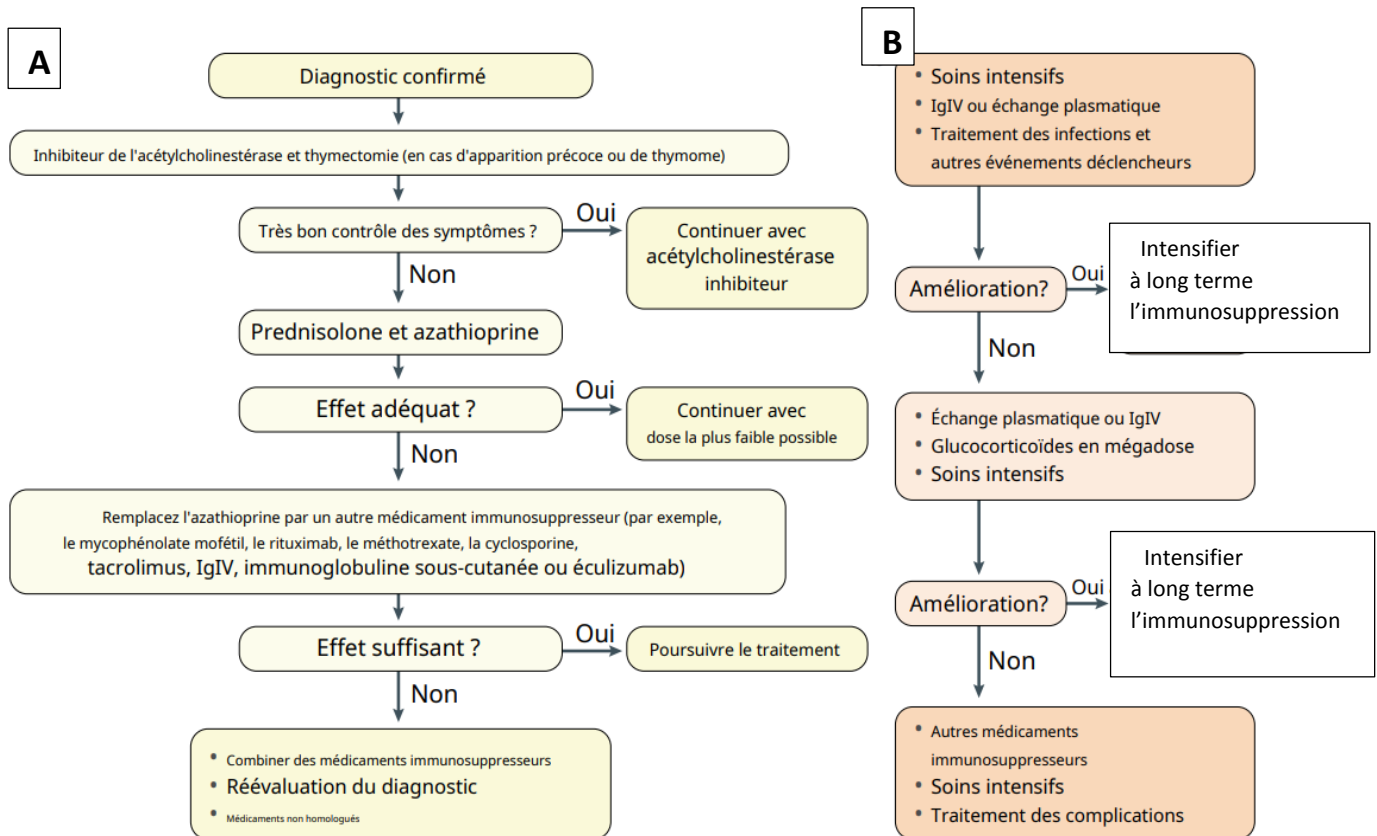 A
Diagnostic confirmé
Inhibiteur de l'acétylcholinestérase et thymectomie (en cas d'apparition précoce ou de thymome)
Très bon contrôle des symptômes ?
Oui
Continuer avec
acétylcholinestérase
inhibiteur
Non
Prednisolone et azathioprine
Effet adéquat ?
Oui
Continuer avec
dose la plus faible possible
Non
Remplacez l'azathioprine par un autre médicament immunosuppresseur (par exemple,
le mycophénolate mofétil, le rituximab, le méthotrexate, la cyclosporine,
tacrolimus, IgIV, immunoglobuline sous-cutanée ou éculizumab)
Effet suffisant ?
Oui
Poursuivre le traitement
Non
• Combiner des médicaments immunosuppresseurs
• Réévaluation du diagnostic
• Médicaments non homologués
B
• Soins intensifs
• IgIV ou échange plasmatique
• Traitement des infections et
autres événements déclencheurs
Amélioration?
Oui
Intensifier
à long terme
l'immunosuppression
Non
• Échange plasmatique ou IgIV
• Glucocorticoïdes en mégadose
• Soins intensifs
Amélioration?
Oui
Intensifier
à long terme
l'immunosuppression
Non
• Autres médicaments
immunosuppresseurs
• Soins intensifs
• Traitement des complications